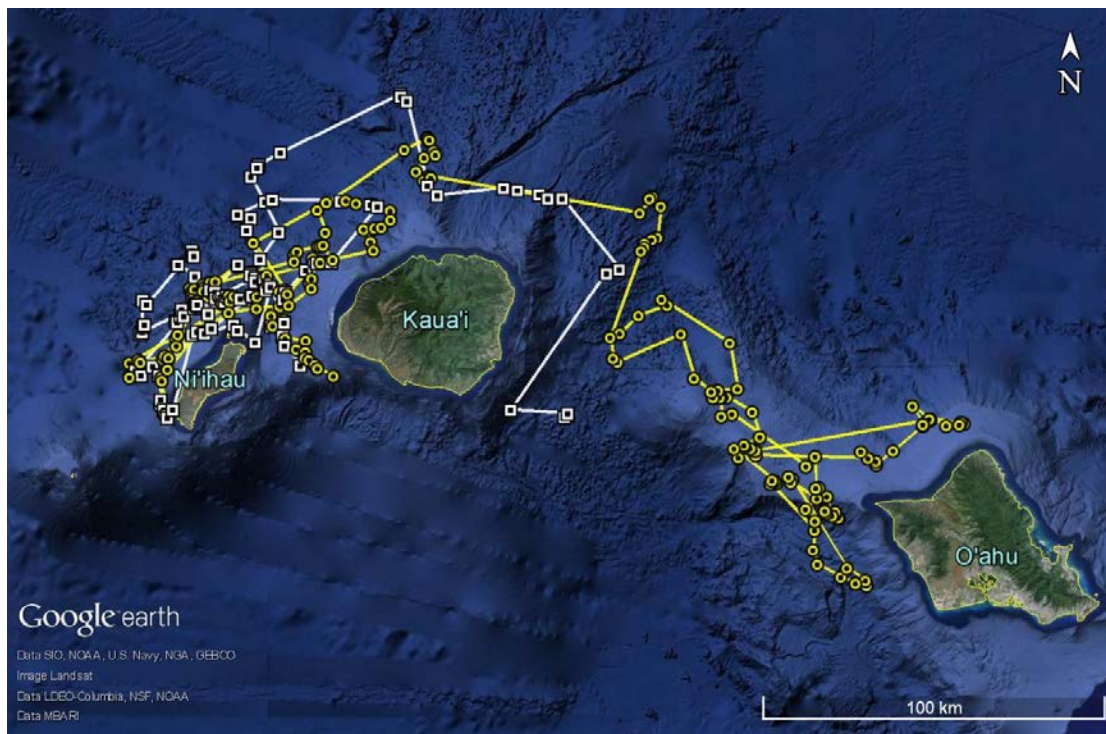 N
Kaua'i
Ni'ihau
O'ahu
Google earth
Data SIO, NOAA, U.S. Navy, NGA, GEBCO
Image Landsat
Data LDEO-Columbia, NSF, NOAA
Data MBARI
100 km